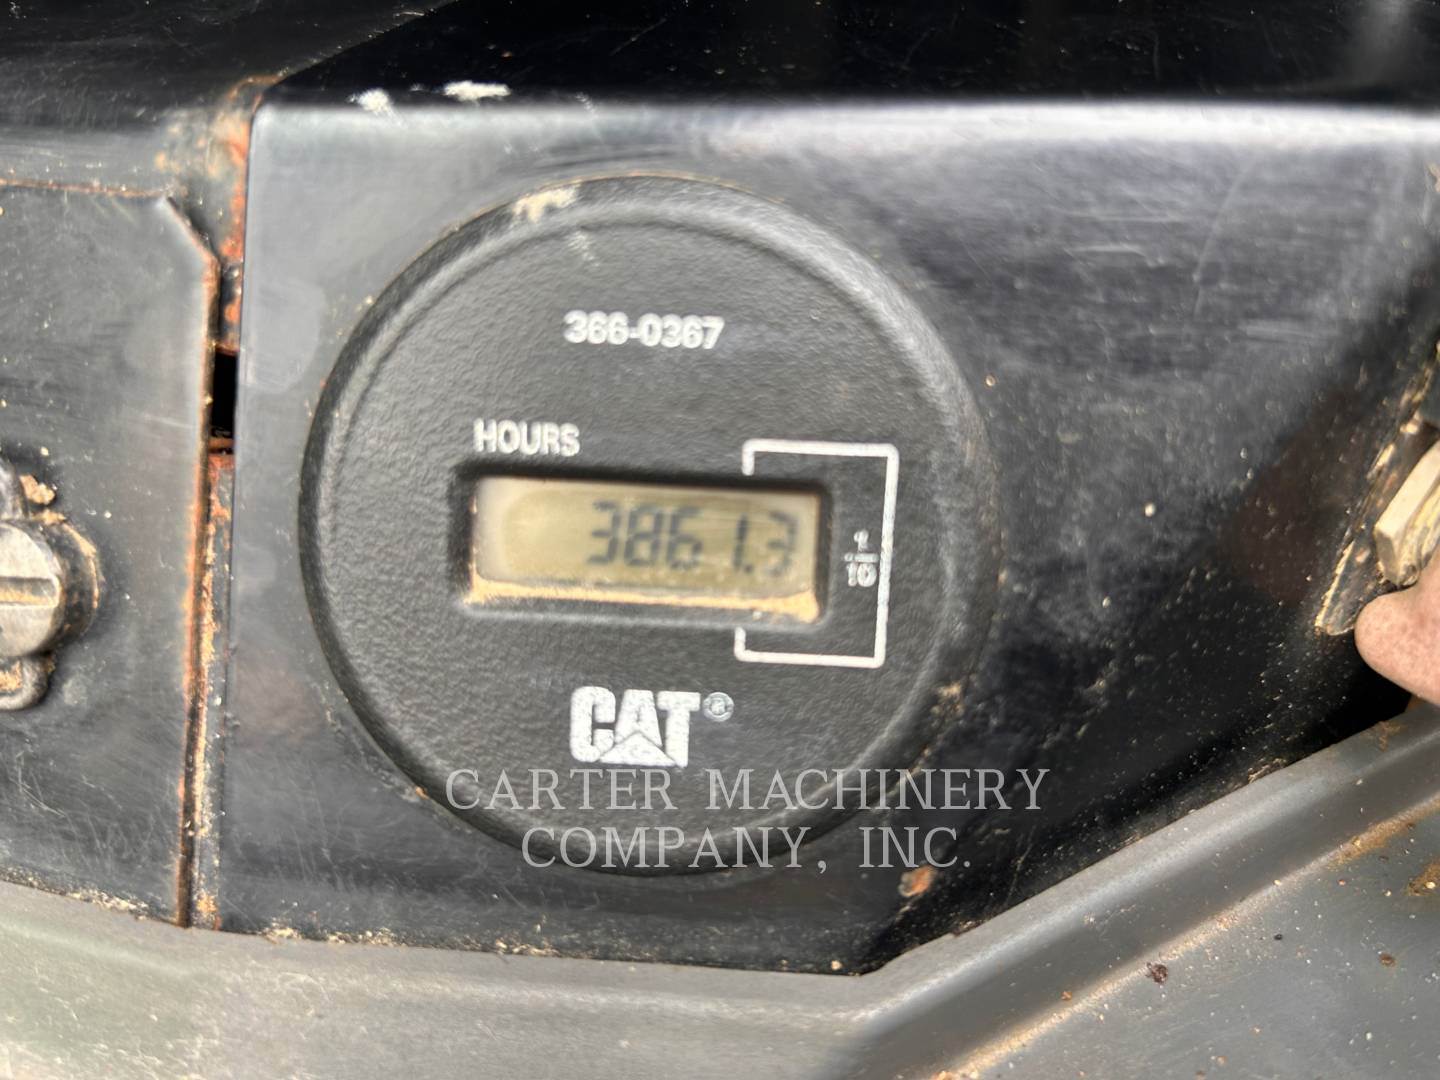 366-0367
HOURS
3861.3
1/10
CAT®
CARTER MACHINERY
COMPANY, INC.